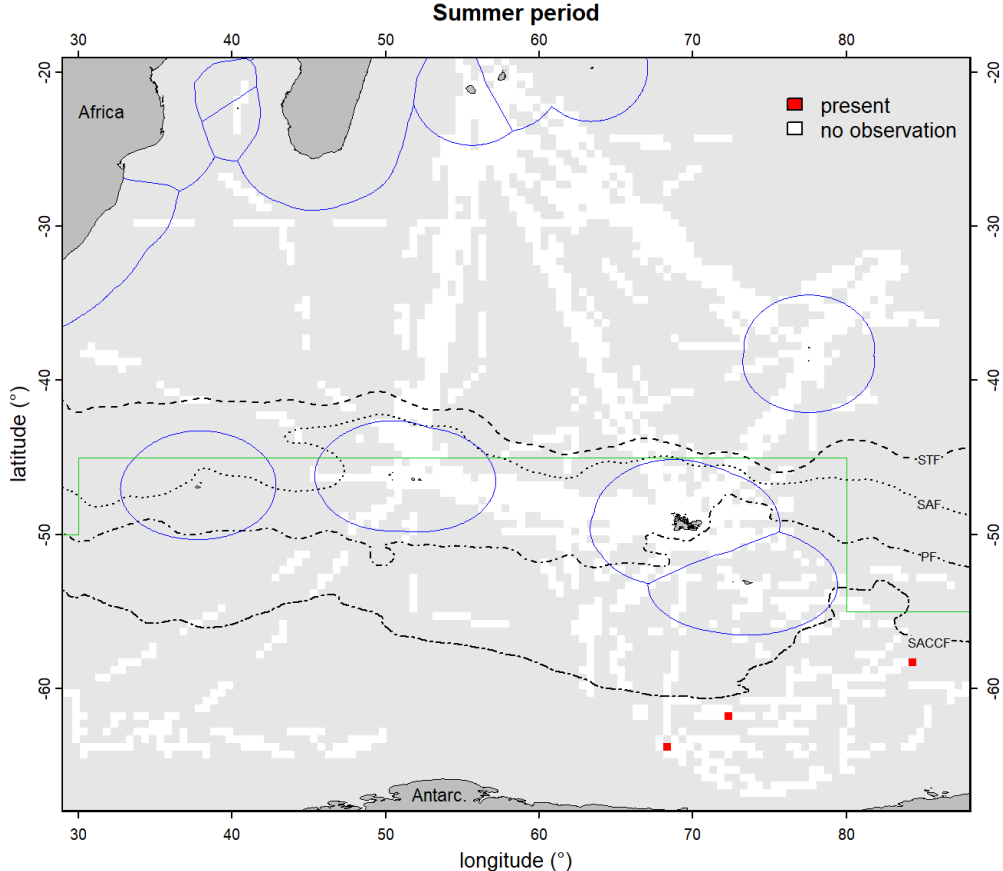 Summer period
30 40 50 60 70 80
-20 -20
Africa
present
no observation
-30 -30
-40 -40
latitude (°)
STF
SAF
-50 -50
PF
SACCF
-60 -60
Antarc.
30 40 50 60 70 80
longitude (°)